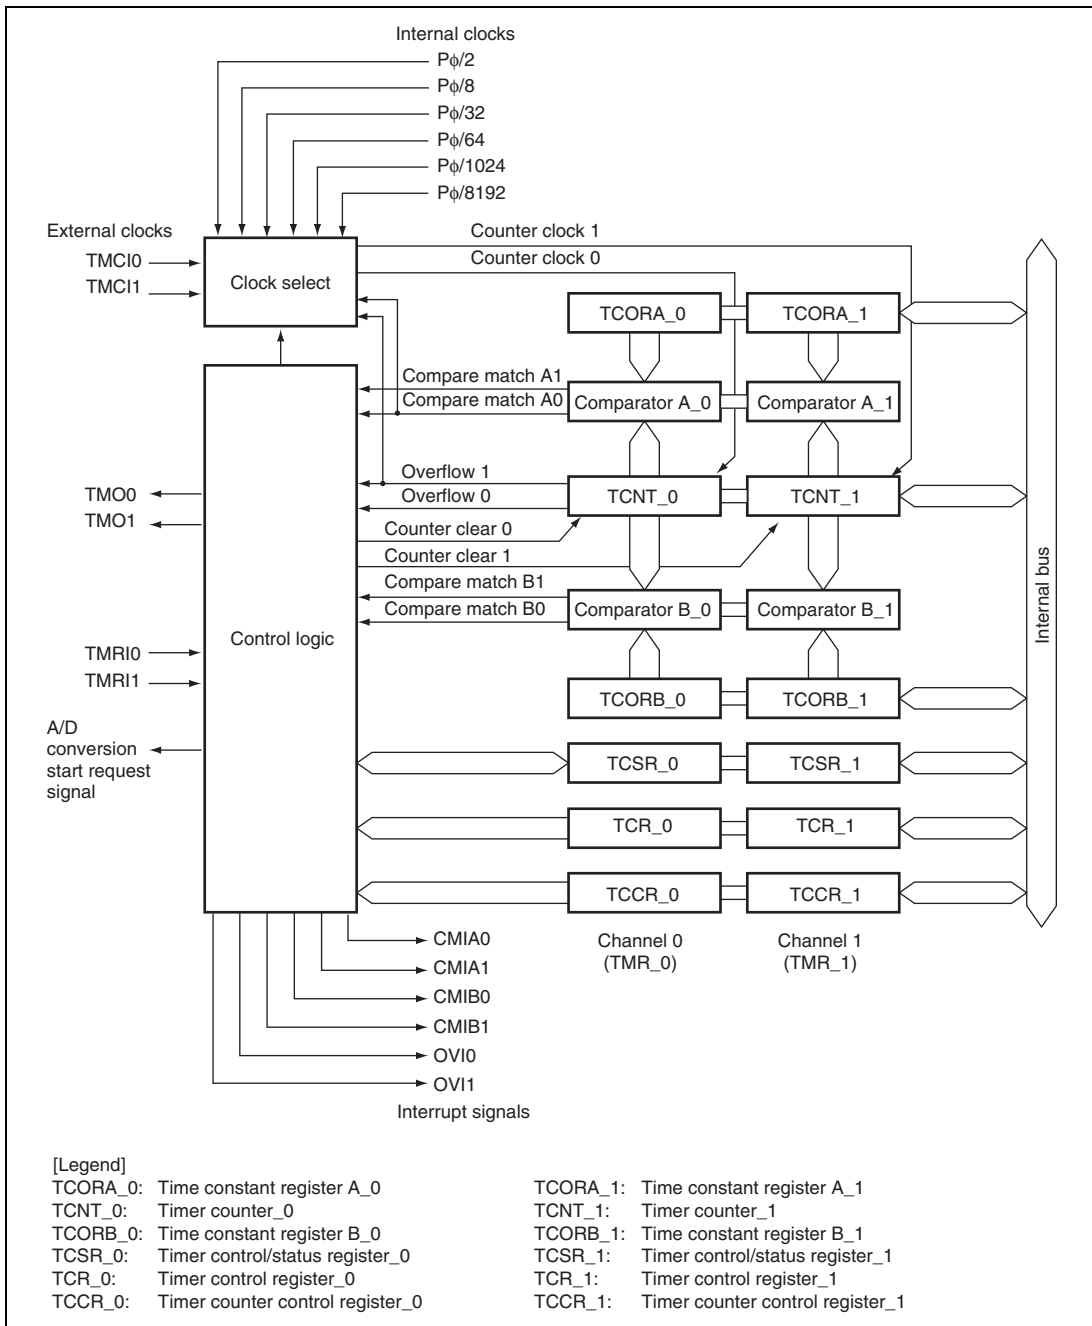 Internal clocks
Pϕ/2
Pϕ/8
Pϕ/32
Pϕ/64
Pϕ/1024
Pϕ/8192
External clocks
TMCI0
TMCI1
Clock select
Counter clock 1
Counter clock 0
TCORA_0
TCORA_1
Compare match A1
Compare match A0
Comparator A_0
Comparator A_1
TMO0
TMO1
Overflow 1
Overflow 0
TCNT_0
TCNT_1
Counter clear 0
Counter clear 1
Compare match B1
Compare match B0
Comparator B_0
Comparator B_1
Internal bus
Control logic
TMRI0
TMRI1
TCORB_0
TCORB_1
A/D
conversion
start request
signal
TCSR_0
TCSR_1
TCR_0
TCR_1
TCCR_0
TCCR_1
Channel 0
(TMR_0)
Channel 1
(TMR_1)
CMIA0
CMIA1
CMIB0
CMIB1
OVI0
OVI1
Interrupt signals
[Legend]
TCORA_0: Time constant register A_0
TCNT_0: Timer counter_0
TCORB_0: Time constant register B_0
TCSR_0: Timer control/status register_0
TCR_0: Timer control register_0
TCCR_0: Timer counter control register_0
TCORA_1: Time constant register A_1
TCNT_1: Timer counter_1
TCORB_1: Time constant register B_1
TCSR_1: Timer control/status register_1
TCR_1: Timer control register_1
TCCR_1: Timer counter control register_1